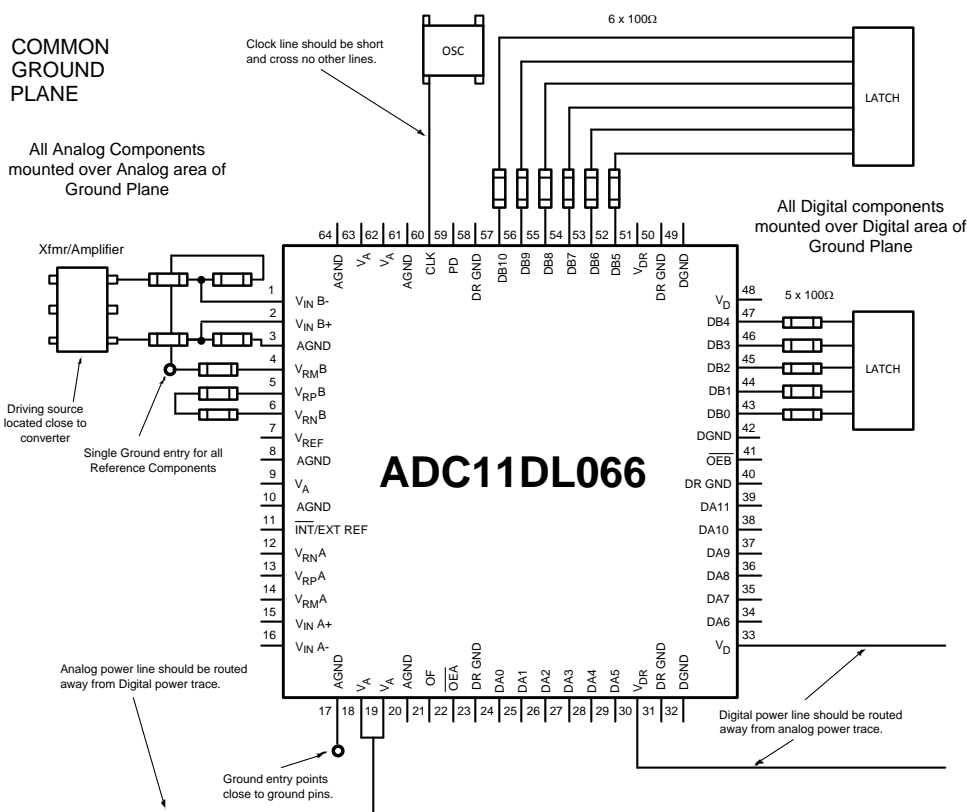 COMMON
GROUND
PLANE
All Analog Components
mounted over Analog area of
Ground Plane
Clock line should be short
and cross no other lines.
OSC
6 x 100Ω
LATCH
All Digital components
mounted over Digital area of
Ground Plane
Xfmr/Amplifier
Driving source
located close to
converter
Single Ground entry for all
Reference Components
64
63
62
61
60
59
58
57
56
55
54
53
52
51
50
49
AGND
VA
VA
AGND
CLK
PD
DR GND
DB10
DB9
DB8
DB7
DB6
DB5
VDR
DR GND
DGND
1
VIN B-
2
VIN B+
3
AGND
4
VRMB
5
VRPB
6
VRNB
7
VREF
8
AGND
9
VA
10
AGND
11
INT/EXT REF
12
VRNA
13
VRPA
14
VRMA
15
VIN A+
16
VIN A-
ADC11DL066
VD
48
DB4
47
DB3
46
DB2
45
DB1
44
DB0
43
DGND
42
OEB
41
DR GND
40
DA11
39
DA10
38
DA9
37
DA8
36
DA7
35
DA6
34
VD
33
5 x 100Ω
LATCH
AGND
VA
VA
AGND
OF
OEA
DR GND
DA0
DA1
DA2
DA3
DA4
DA5
VDR
DR GND
DGND
17
18
19
20
21
22
23
24
25
26
27
28
29
30
31
32
Analog power line should be routed
away from Digital power trace.
Ground entry points
close to ground pins.
Digital power line should be routed
away from analog power trace.